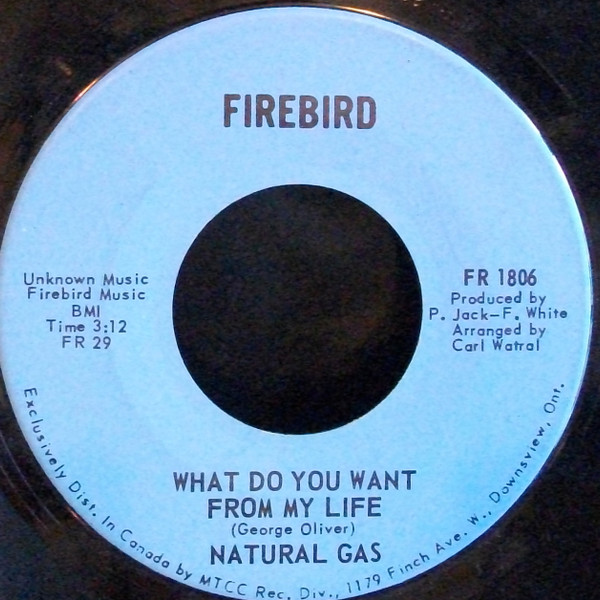 FIREBIRD
Unknown Music
Firebird Music
BMI
Time 3:12
FR 29
FR 1806
Produced by
P. Jack-F. White
Arranged by
Carl Watral
WHAT DO YOU WANT
FROM MY LIFE
(George Oliver)
NATURAL GAS
Exclusively Dist. In Canada by MTCC Rec. Div., 1179 Finch Ave. W., Downsview, Ont.